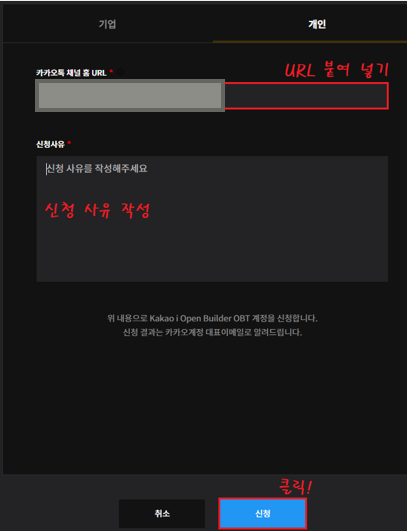 기업 개인
카카오톡 채널 홈 URL *
URL 붙여 넣기
신청사유 *
신청 사유를 작성해주세요
신청 사유 작성
위 내용으로 Kakao i Open Builder OBT 계정을 신청합니다.
신청 결과는 카카오계정 대표이메일로 알려드립니다.
클릭!
취소 신청